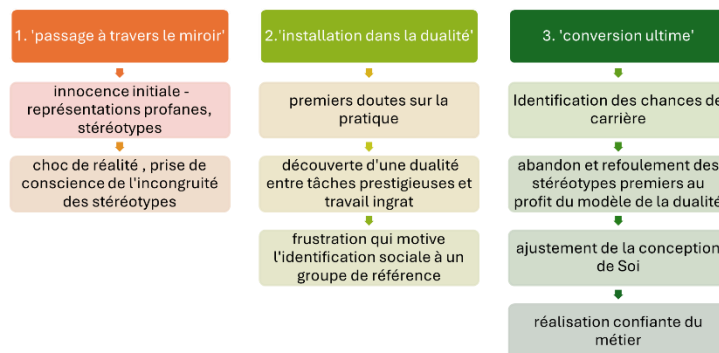 1. 'passage à travers le miroir'
innocence initiale -
représentations profanes,
stéréotypes
choc de réalité , prise de
conscience de l'incongruité
des stéréotypes
2.'installation dans la dualité'
premiers doutes sur la
pratique
découverte d'une dualité
entre tâches prestigieuses et
travail ingrat
frustration qui motive
l'identification sociale à un
groupe de référence
3. 'conversion ultime'
Identification des chances de
carrière
abandon et refoulement des
stéréotypes premiers au
profit du modèle de la dualité
ajustement de la conception
de Soi
réalisation confiante du
métier